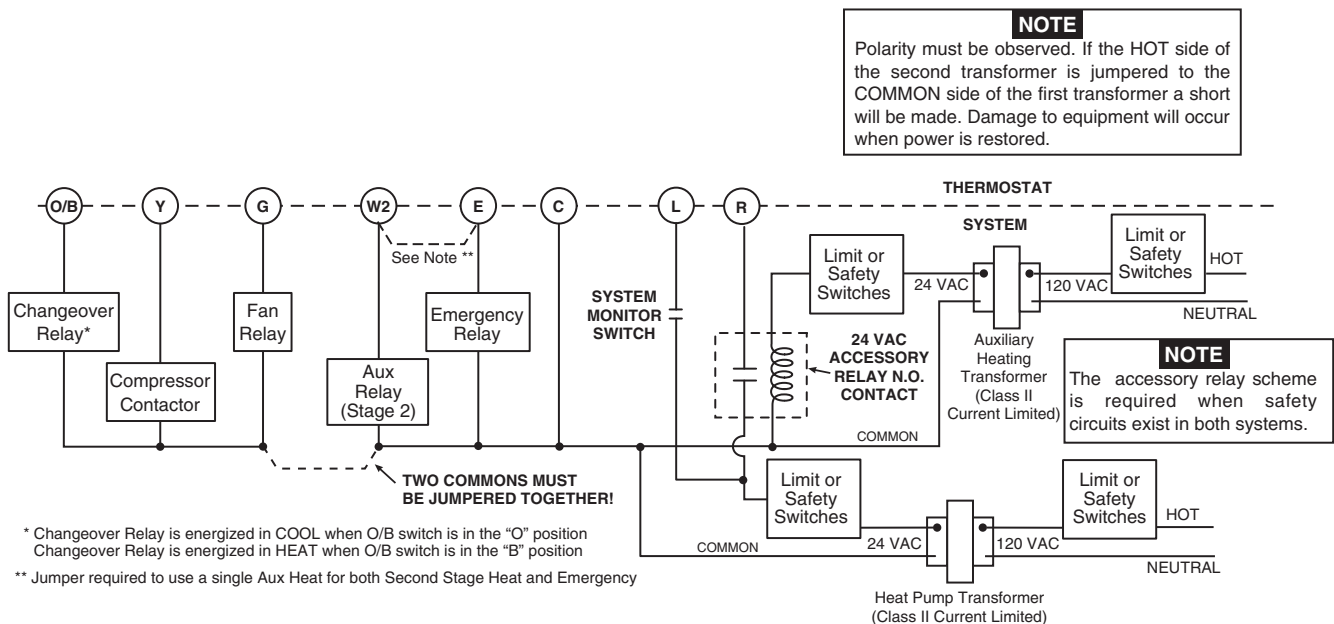 NOTE
Polarity must be observed. If the HOT side of
the second transformer is jumpered to the
COMMON side of the first transformer a short
will be made. Damage to equipment will occur
when power is restored.
THERMOSTAT
O/B
Y
G
W2
E
C
L
R
SYSTEM
See Note **
Limit or
Safety
Switches
24 VAC
120 VAC
Limit or
Safety
Switches
HOT
NEUTRAL
Changeover
Relay*
Fan
Relay
Emergency
Relay
SYSTEM
MONITOR
SWITCH
Compressor
Contactor
Aux
Relay
(Stage 2)
24 VAC
ACCESSORY
RELAY N.O.
CONTACT
Auxiliary
Heating
Transformer
(Class II
Current Limited)
NOTE
The accessory relay scheme
is required when safety
circuits exist in both systems.
COMMON
TWO COMMONS MUST
BE JUMPERED TOGETHER!
Limit or
Safety
Switches
24 VAC
120 VAC
Limit or
Safety
Switches
HOT
NEUTRAL
COMMON
* Changeover Relay is energized in COOL when O/B switch is in the “O” position
Changeover Relay is energized in HEAT when O/B switch is in the “B” position
** Jumper required to use a single Aux Heat for both Second Stage Heat and Emergency
Heat Pump Transformer
(Class II Current Limited)